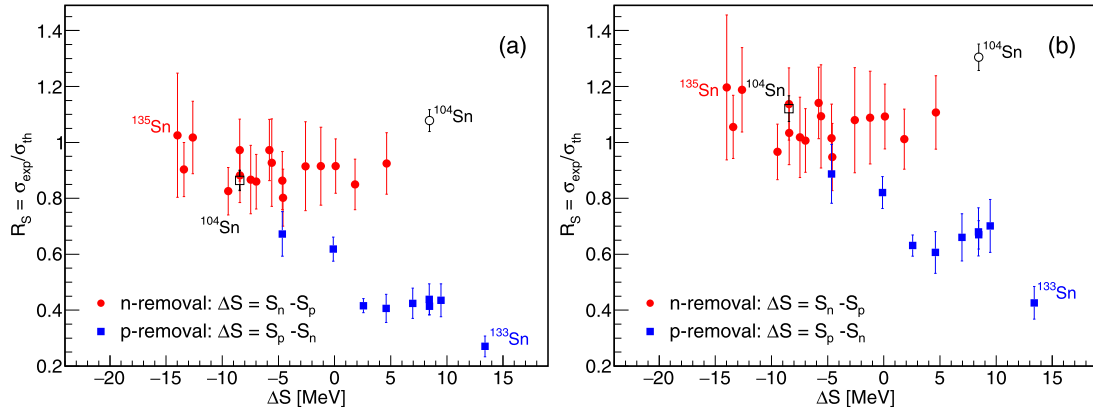 (a)
1.4
1.2
1
0.8
0.6
0.4
0.2
R_S = σ_exp/σ_th
¹³⁵Sn
¹⁰⁴Sn
¹⁰⁴Sn
n-removal: ΔS = S_n -S_p
p-removal: ΔS = S_p -S_n
¹³³Sn
−20 −15 −10 −5 0 5 10 15
ΔS [MeV]
(b)
1.4
1.2
1
0.8
0.6
0.4
0.2
R_S = σ_exp/σ_th
¹³⁵Sn
¹⁰⁴Sn
¹⁰⁴Sn
n-removal: ΔS = S_n -S_p
p-removal: ΔS = S_p -S_n
¹³³Sn
−20 −15 −10 −5 0 5 10 15
ΔS [MeV]